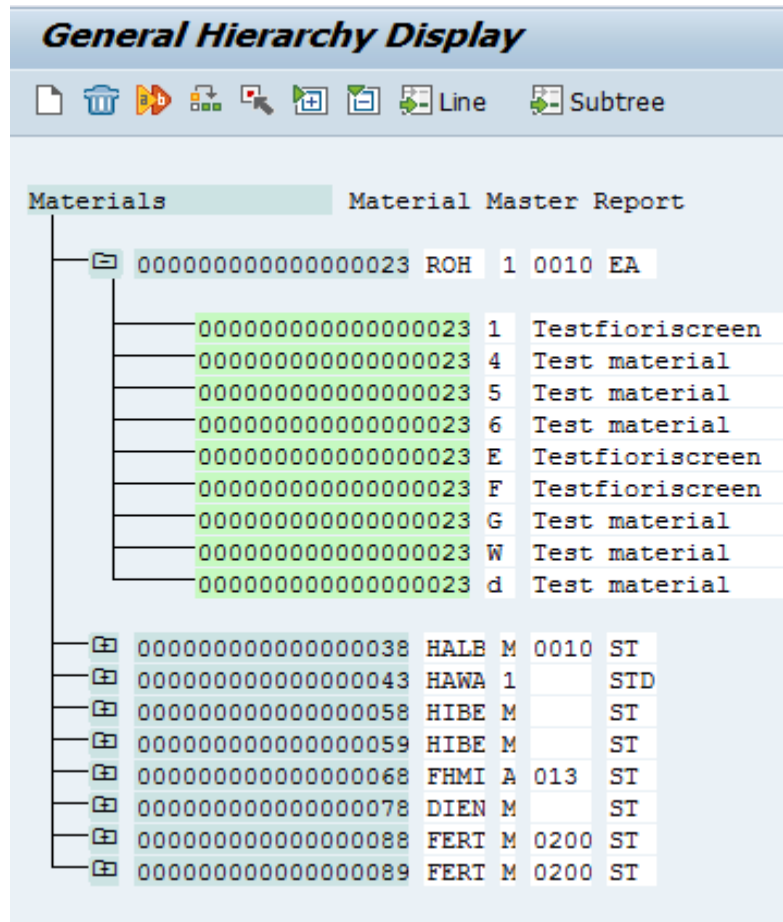 General Hierarchy Display
Line Subtree
Materials Material Master Report
000000000000000023 ROH 1 0010 EA
000000000000000023 1 Testfioriscreen
000000000000000023 4 Test material
000000000000000023 5 Test material
000000000000000023 6 Test material
000000000000000023 E Testfioriscreen
000000000000000023 F Testfioriscreen
000000000000000023 G Test material
000000000000000023 W Test material
000000000000000023 d Test material
000000000000000038 HALB M 0010 ST
000000000000000043 HAWA 1 STD
000000000000000058 HIBE M ST
000000000000000059 HIBE M ST
000000000000000068 FHMI A 013 ST
000000000000000078 DIEN M ST
000000000000000088 FERT M 0200 ST
000000000000000089 FERT M 0200 ST